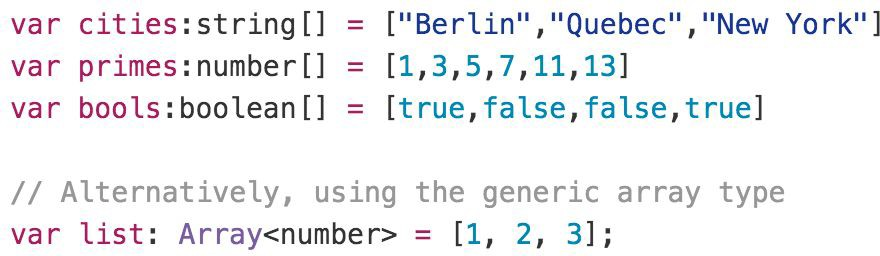 var cities:string[] = ["Berlin","Quebec","New York"]
var primes:number[] = [1,3,5,7,11,13]
var bools:boolean[] = [true,false,false,true]
// Alternatively, using the generic array type
var list: Array<number> = [1, 2, 3];